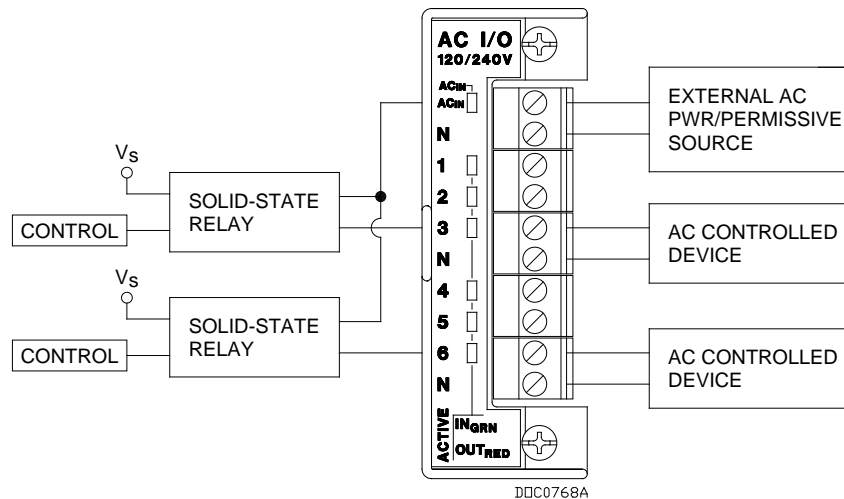 AC I/O
120/240V
ACIN
ACIN
N
1
2
3
N
4
5
6
N
ACTIVE
INGRN
OUTRED
VS
SOLID-STATE
RELAY
CONTROL
VS
SOLID-STATE
RELAY
CONTROL
EXTERNAL AC
PWR/PERMISSIVE
SOURCE
AC CONTROLLED
DEVICE
AC CONTROLLED
DEVICE
DOC0768A